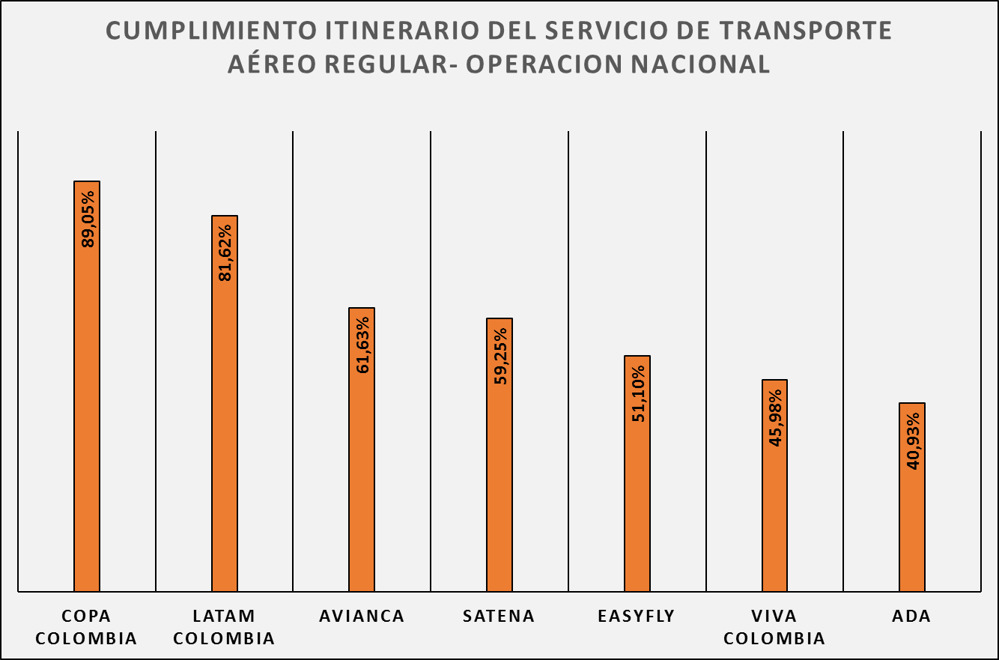 CUMPLIMIENTO ITINERARIO DEL SERVICIO DE TRANSPORTE
AÉREO REGULAR- OPERACION NACIONAL
89,05%
81,62%
61,63%
59,25%
51,10%
45,98%
40,93%
COPA
COLOMBIA
LATAM
COLOMBIA
AVIANCA
SATENA
EASYFLY
VIVA
COLOMBIA
ADA